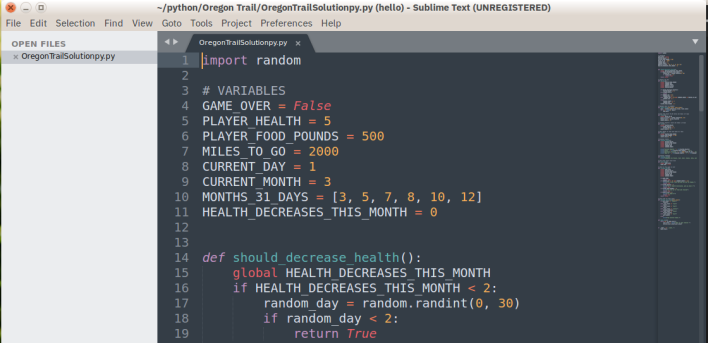 ~/python/Oregon Trail/OregonTrailSolutionpy.py (hello) - Sublime Text (UNREGISTERED)
File Edit Selection Find View Goto Tools Project Preferences Help
OPEN FILES
× OregonTrailSolutionpy.py
OregonTrailSolutionpy.py ×
1 import random
2
3 # VARIABLES
4 GAME_OVER = False
5 PLAYER_HEALTH = 5
6 PLAYER_FOOD_POUNDS = 500
7 MILES_TO_GO = 2000
8 CURRENT_DAY = 1
9 CURRENT_MONTH = 3
10 MONTHS_31_DAYS = [3, 5, 7, 8, 10, 12]
11 HEALTH_DECREASES_THIS_MONTH = 0
12
13
14 def should_decrease_health():
15 global HEALTH_DECREASES_THIS_MONTH
16 if HEALTH_DECREASES_THIS_MONTH < 2:
17 random_day = random.randint(0, 30)
18 if random_day < 2:
19 return True